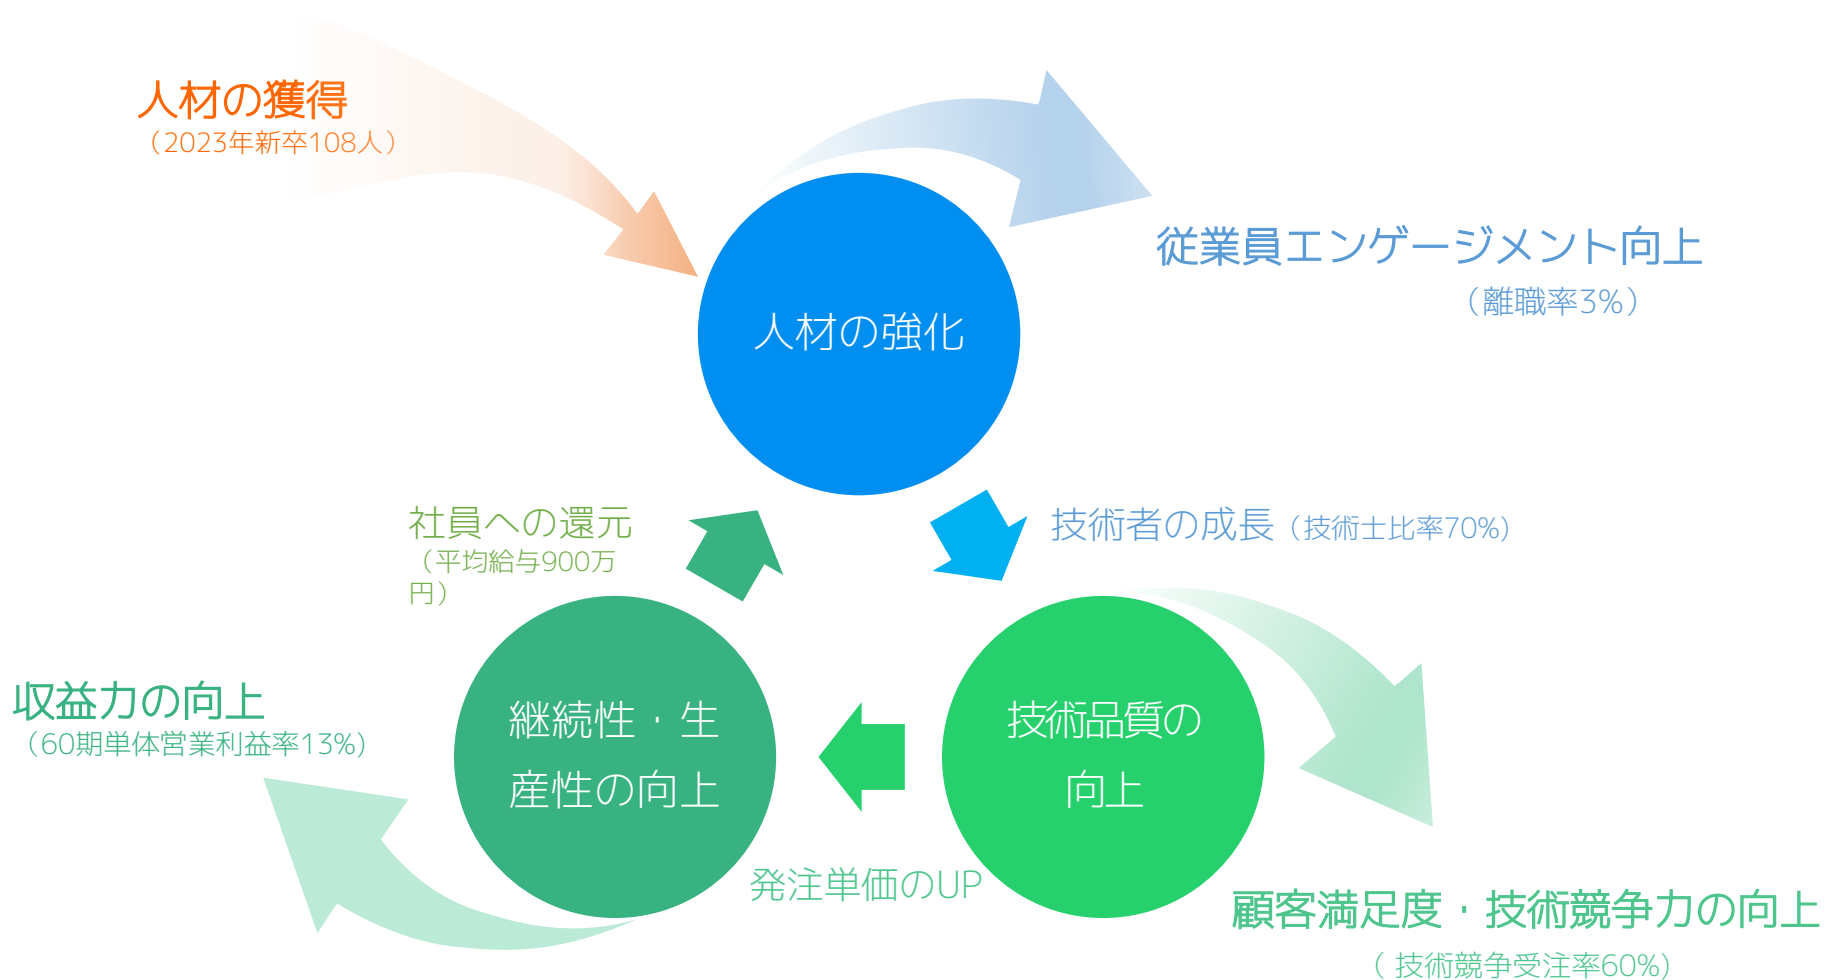 人材の獲得
（2023年新卒108人）
従業員エンゲージメント向上
（離職率3%）
人材の強化
社員への還元
（平均給与900万
円）
技術者の成長（技術士比率70%)
収益力の向上
（60期単体営業利益率13%)
継続性・生
産性の向上
技術品質の
向上
発注単価のUP
顧客満足度・技術競争力の向上
（ 技術競争受注率60%)